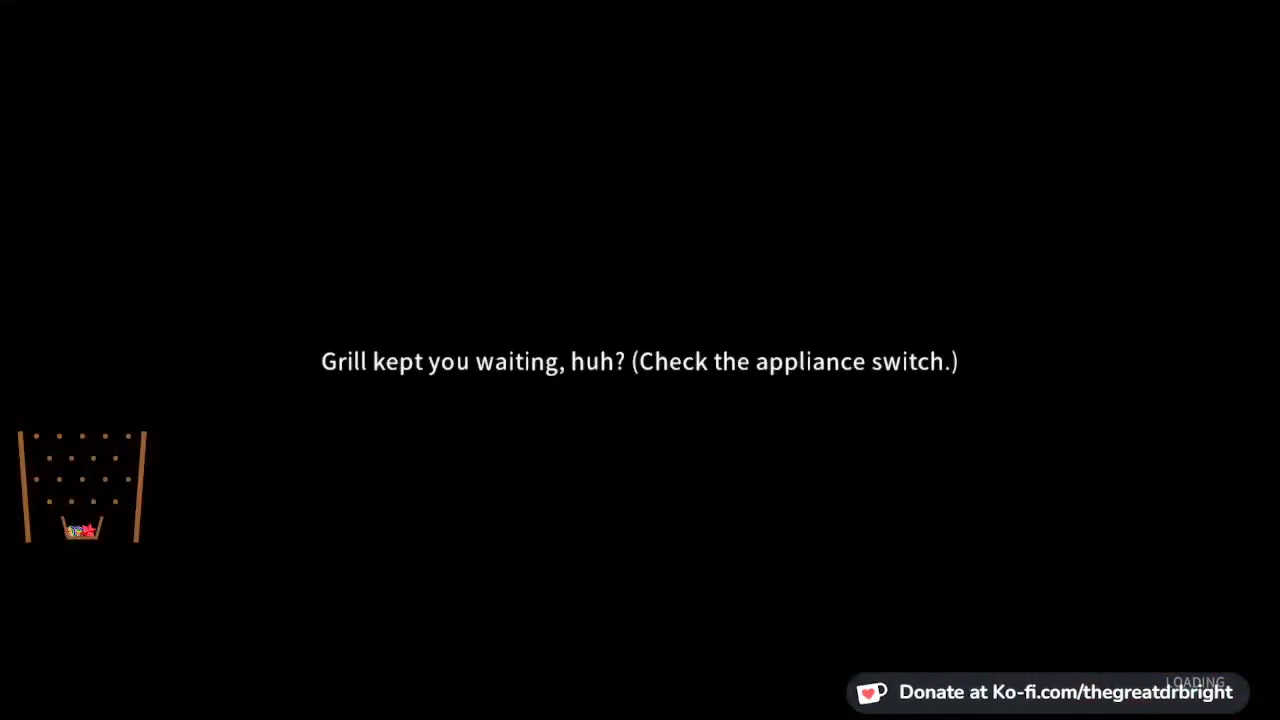 Grill kept you waiting, huh? (Check the appliance switch.)
LOADING
Donate at Ko-fi.com/thegreatdrbright